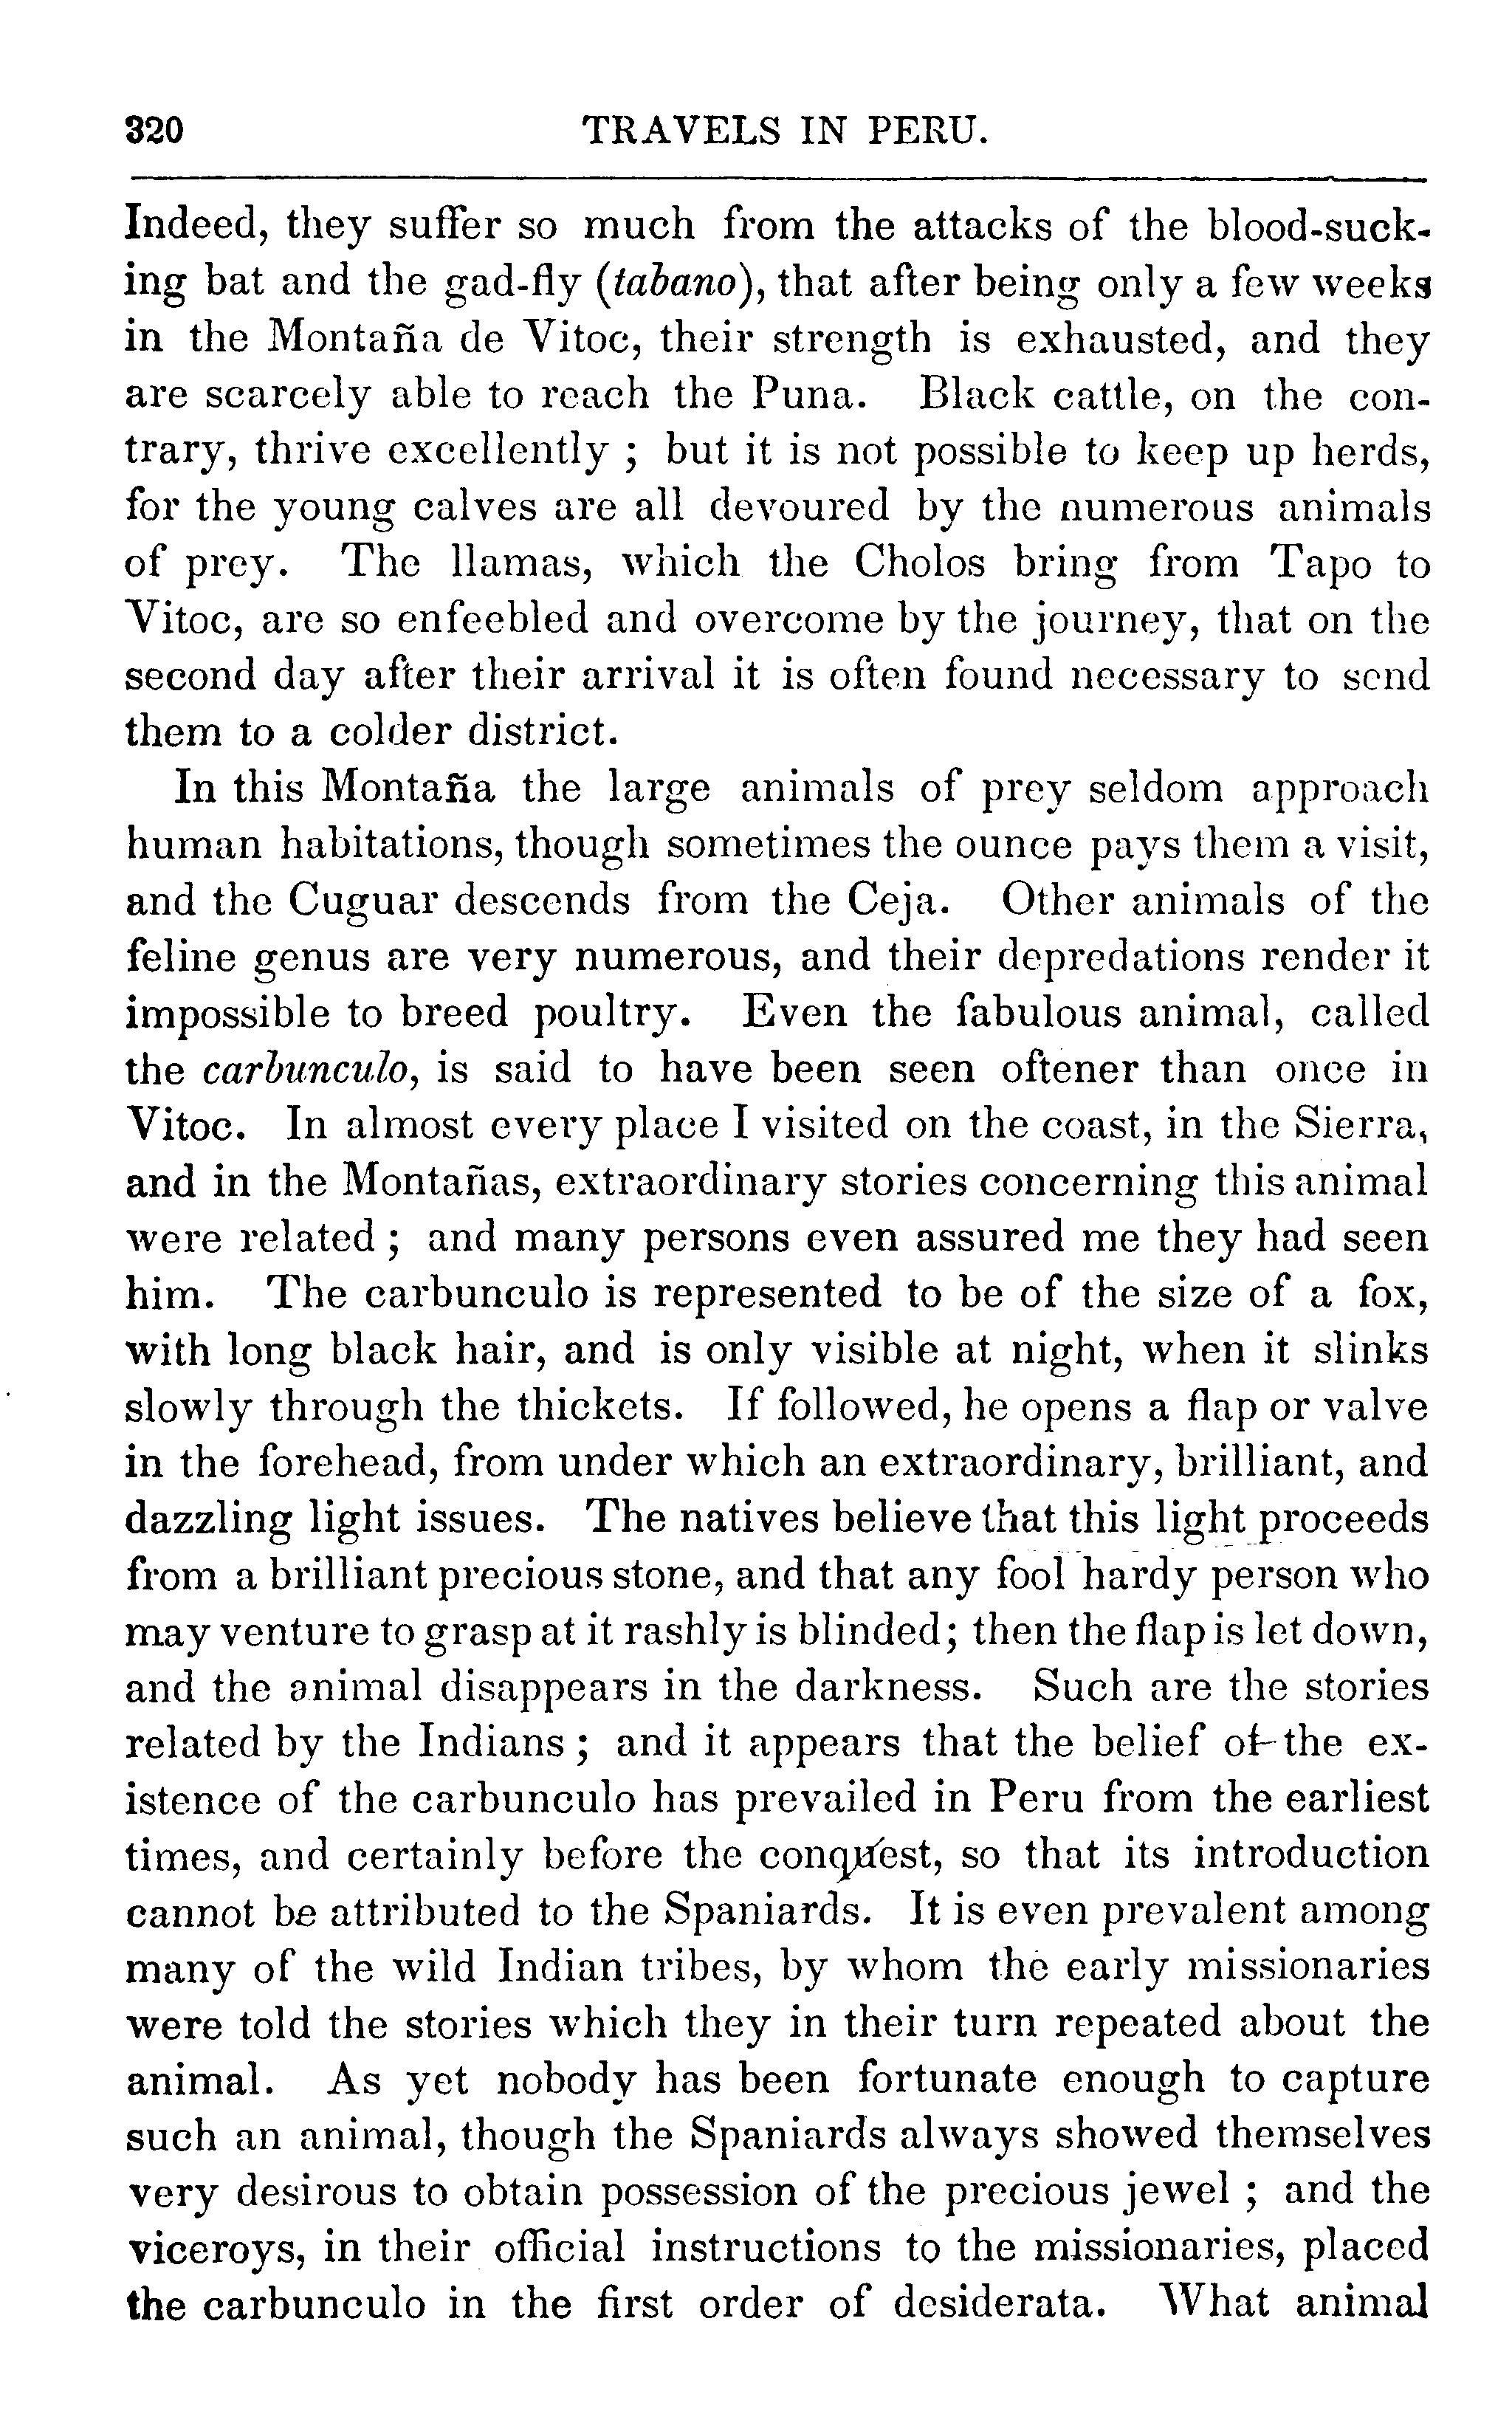 320 TRAVELS IN PERU.
Indeed, they suffer so much from the attacks of the blood-suck-
ing bat and the gad-fly (tabano), that after being only a few weeks
in the Montaña de Vitoc, their strength is exhausted, and they
are scarcely able to reach the Puna. Black cattle, on the con-
trary, thrive excellently ; but it is not possible to keep up herds,
for the young calves are all devoured by the numerous animals
of prey. The llamas, which the Cholos bring from Tapo to
Vitoc, are so enfeebled and overcome by the journey, that on the
second day after their arrival it is often found necessary to send
them to a colder district.
In this Montaña the large animals of prey seldom approach
human habitations, though sometimes the ounce pays them a visit,
and the Cuguar descends from the Ceja. Other animals of the
feline genus are very numerous, and their depredations render it
impossible to breed poultry. Even the fabulous animal, called
the carbunculo, is said to have been seen oftener than once in
Vitoc. In almost every place I visited on the coast, in the Sierra,
and in the Montañas, extraordinary stories concerning this animal
were related ; and many persons even assured me they had seen
him. The carbunculo is represented to be of the size of a fox,
with long black hair, and is only visible at night, when it slinks
slowly through the thickets. If followed, he opens a flap or valve
in the forehead, from under which an extraordinary, brilliant, and
dazzling light issues. The natives believe that this light proceeds
from a brilliant precious stone, and that any fool hardy person who
may venture to grasp at it rashly is blinded; then the flap is let down,
and the animal disappears in the darkness. Such are the stories
related by the Indians ; and it appears that the belief of the ex-
istence of the carbunculo has prevailed in Peru from the earliest
times, and certainly before the conquest, so that its introduction
cannot be attributed to the Spaniards. It is even prevalent among
many of the wild Indian tribes, by whom the early missionaries
were told the stories which they in their turn repeated about the
animal. As yet nobody has been fortunate enough to capture
such an animal, though the Spaniards always showed themselves
very desirous to obtain possession of the precious jewel ; and the
viceroys, in their official instructions to the missionaries, placed
the carbunculo in the first order of desiderata. What animal